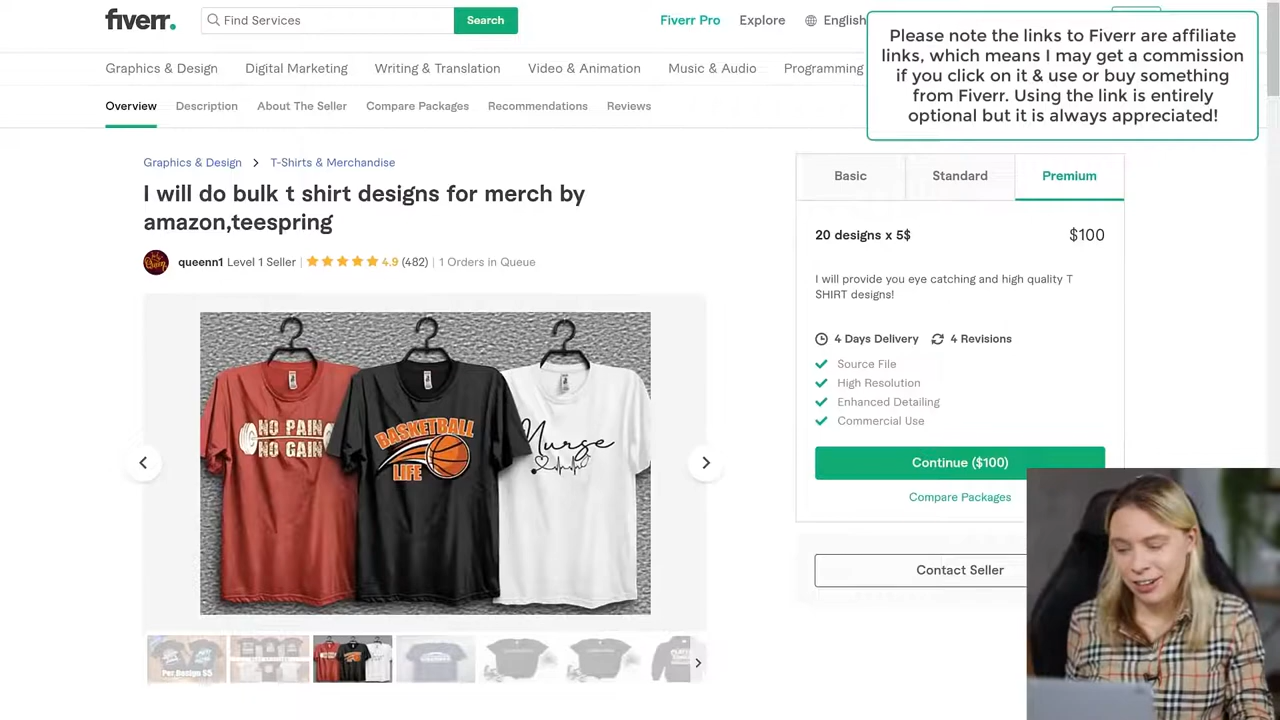 fiverr.
Find Services
Search
Fiverr Pro
Explore
English
Please note the links to Fiverr are affiliate
links, which means I may get a commission
if you click on it & use or buy something
from Fiverr. Using the link is entirely
optional but it is always appreciated!
Graphics & Design
Digital Marketing
Writing & Translation
Video & Animation
Music & Audio
Programming
Overview
Description
About The Seller
Compare Packages
Recommendations
Reviews
Graphics & Design
T-Shirts & Merchandise
I will do bulk t shirt designs for merch by
amazon,teespring
queenn1 Level 1 Seller | 4.9 (482) | 1 Orders in Queue
Basic
Standard
Premium
20 designs x 5$
$100
I will provide you eye catching and high quality T
SHIRT designs!
4 Days Delivery
4 Revisions
Source File
High Resolution
Enhanced Detailing
Commercial Use
Continue ($100)
Compare Packages
Contact Seller
NO PAIN
NO GAIN
BASKETBALL
LIFE
Nurse
Per Design $5